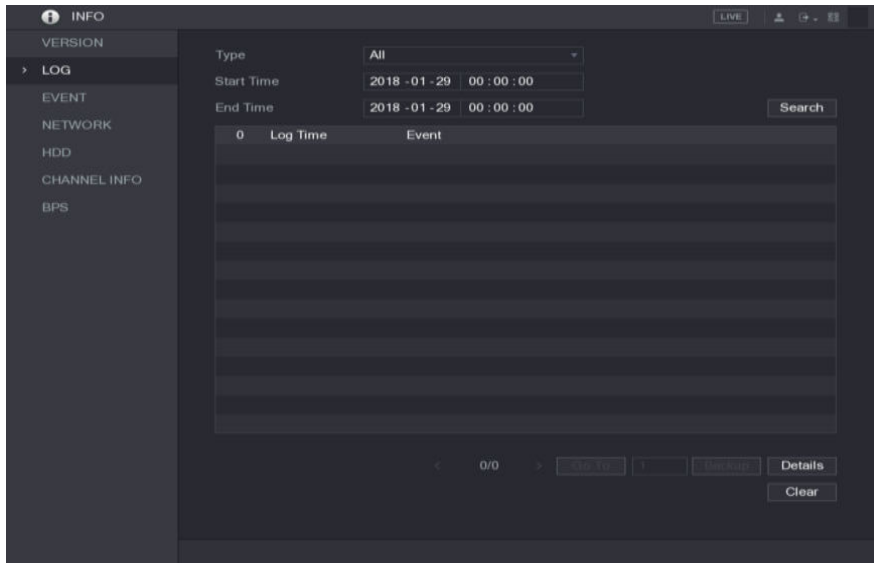 INFO
LIVE
VERSION
LOG
EVENT
NETWORK
HDD
CHANNEL INFO
BPS
Type All
Start Time 2018 -01 -29 00 : 00 : 00
End Time 2018 -01 -29 00 : 00 : 00 Search
0 Log Time Event
< 0/0 > Go To 1 Backup Details
Clear